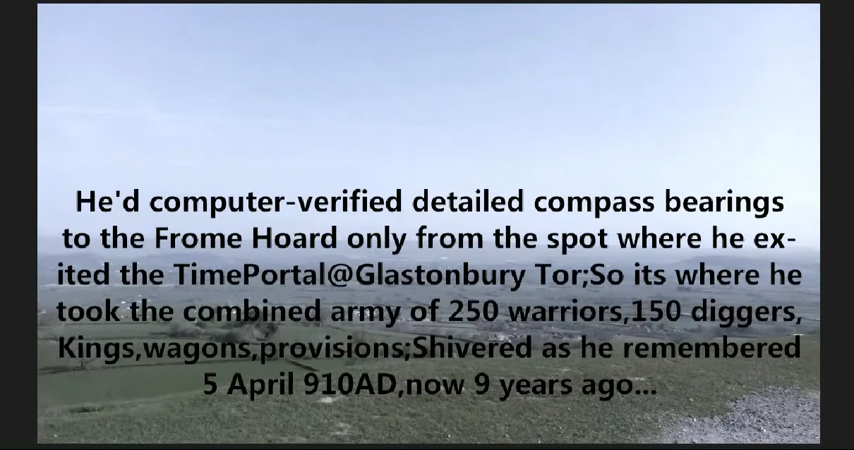 He'd computer-verified detailed compass bearings
to the Frome Hoard only from the spot where he ex-
ited the TimePortal@Glastonbury Tor;So its where he
took the combined army of 250 warriors,150 diggers,
Kings,wagons,provisions;Shivered as he remembered
5 April 910AD,now 9 years ago...